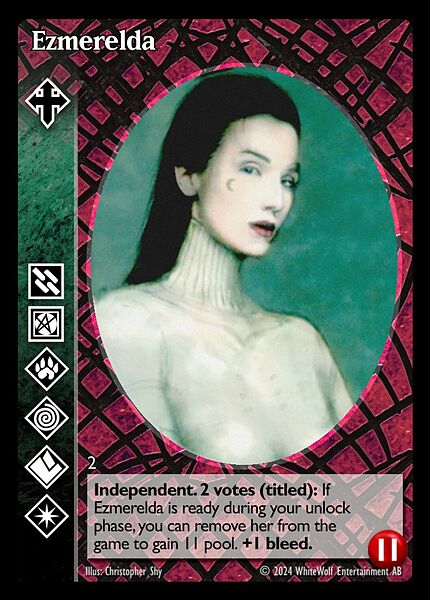 Ezmerelda
2
Independent. 2 votes (titled): If
Ezmerelda is ready during your unlock
phase, you can remove her from the
game to gain 11 pool. +1 bleed.
11
Illus: Christopher Shy
© 2024 WhiteWolf Entertainment AB